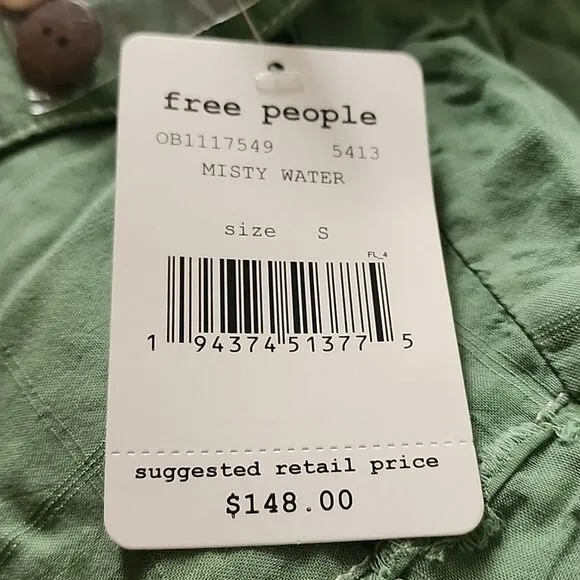 free people
OB1117549 5413
MISTY WATER
size S
FL_4
1 94374 51377 5
suggested retail price
$148.00